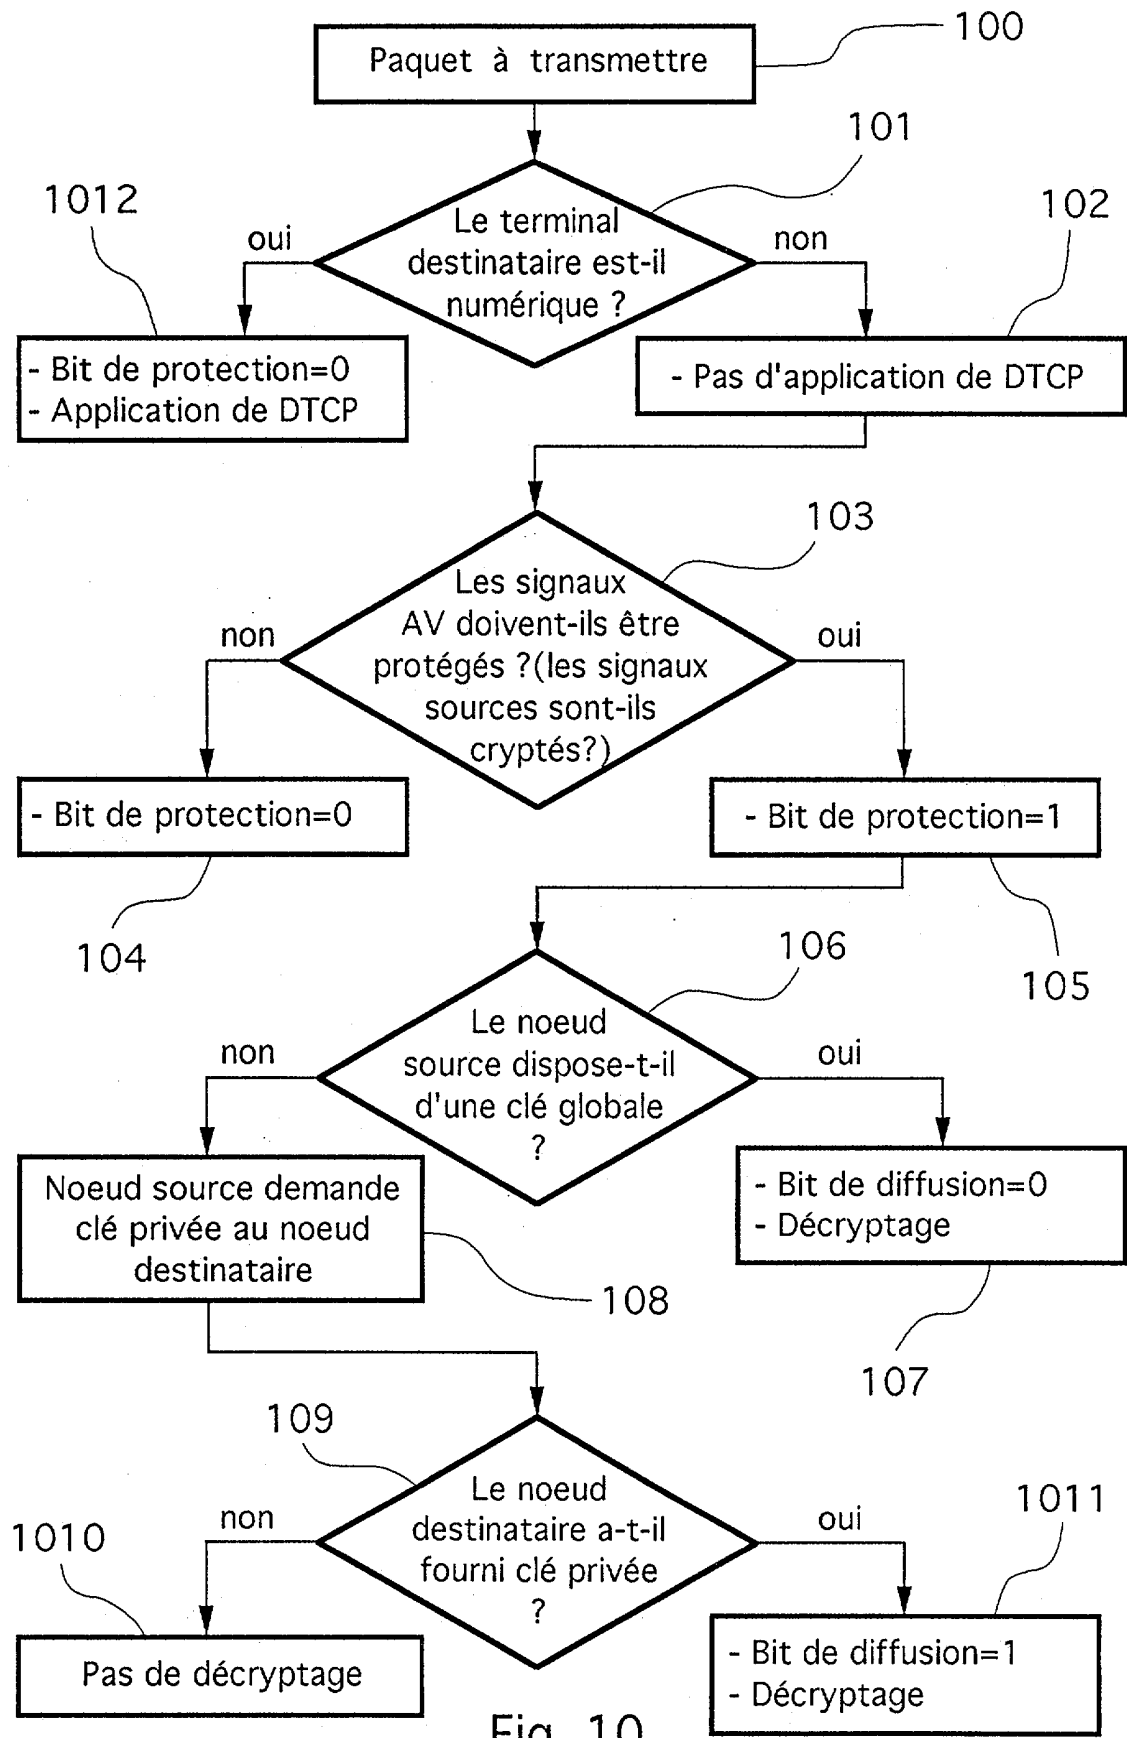 Paquet à transmettre
100
101
1012
102
Le terminal
destinataire est-il
numérique ?
oui
non
- Bit de protection=0
- Application de DTCP
- Pas d'application de DTCP
103
Les signaux
AV doivent-ils être
protégés ?(les signaux
sources sont-ils
cryptés?)
non
oui
- Bit de protection=0
- Bit de protection=1
104
105
106
Le noeud
source dispose-t-il
d'une clé globale
?
non
oui
Noeud source demande
clé privée au noeud
destinataire
- Bit de diffusion=0
- Décryptage
108
107
109
Le noeud
destinataire a-t-il
fourni clé privée
?
non
oui
1010
1011
Pas de décryptage
- Bit de diffusion=1
- Décryptage
Fig. 10